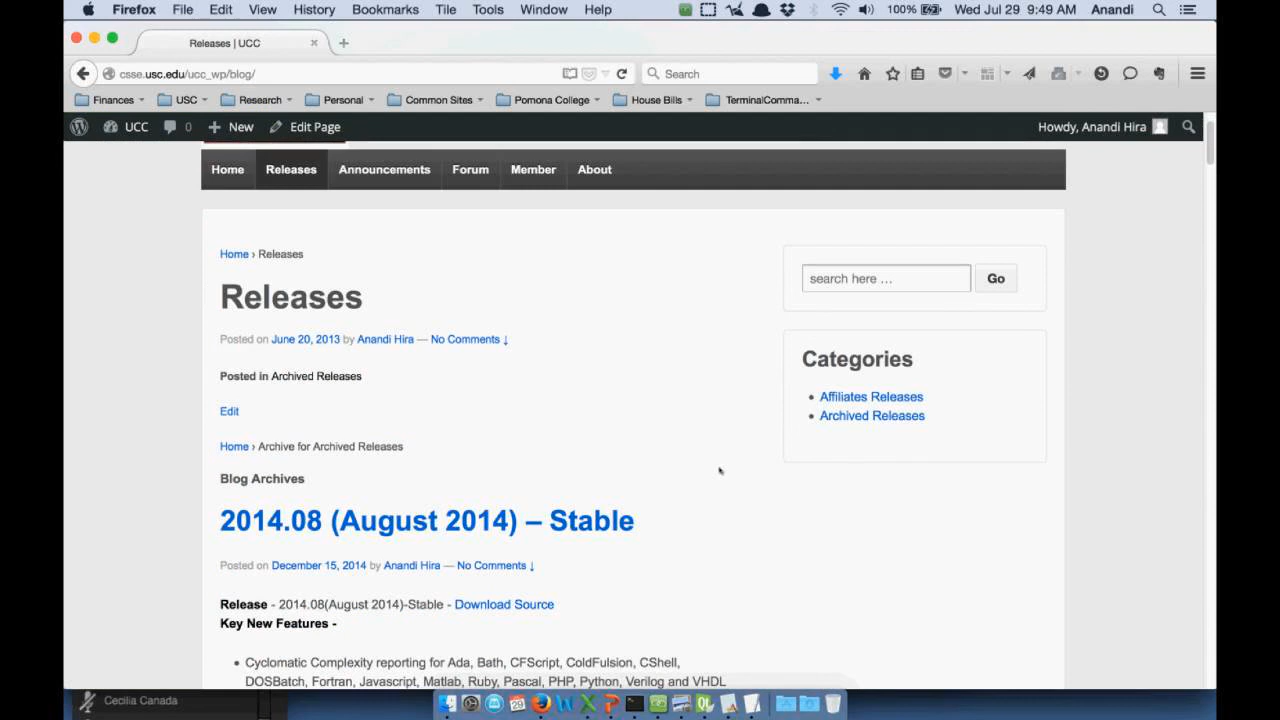 Firefox File Edit View History Bookmarks Tile Tools Window Help 100% Wed Jul 29 9:49 AM Anandi
Releases | UCC
csse.usc.edu/ucc_wp/blog/ Search
Finances USC Research Personal Common Sites Pomona College House Bills TerminalComma...
UCC 0 New Edit Page Howdy, Anandi Hira
Home Releases Announcements Forum Member About
Home › Releases
search here ... Go
Releases
Posted on June 20, 2013 by Anandi Hira — No Comments ↓
Categories
Posted in Archived Releases
Affiliates Releases
Edit
Archived Releases
Home › Archive for Archived Releases
Blog Archives
2014.08 (August 2014) – Stable
Posted on December 15, 2014 by Anandi Hira — No Comments ↓
Release - 2014.08(August 2014)-Stable - Download Source
Key New Features -
• Cyclomatic Complexity reporting for Ada, Bath, CFScript, ColdFulsion, CShell,
DOSBatch, Fortran, Javascript, Matlab, Ruby, Pascal, PHP, Python, Verilog and VHDL
Cecilia Canada
29